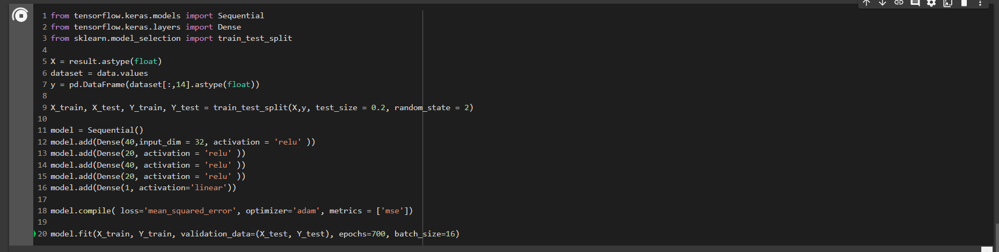 1 from tensorflow.keras.models import Sequential
2 from tensorflow.keras.layers import Dense
3 from sklearn.model_selection import train_test_split
4
5 X = result.astype(float)
6 dataset = data.values
7 y = pd.DataFrame(dataset[:,14].astype(float))
8
9 X_train, X_test, Y_train, Y_test = train_test_split(X,y, test_size = 0.2, random_state = 2)
10
11 model = Sequential()
12 model.add(Dense(40,input_dim = 32, activation = 'relu' ))
13 model.add(Dense(20, activation = 'relu' ))
14 model.add(Dense(40, activation = 'relu' ))
15 model.add(Dense(20, activation = 'relu' ))
16 model.add(Dense(1, activation='linear'))
17
18 model.compile( loss='mean_squared_error', optimizer='adam', metrics = ['mse'])
19
20 model.fit(X_train, Y_train, validation_data=(X_test, Y_test), epochs=700, batch_size=16)